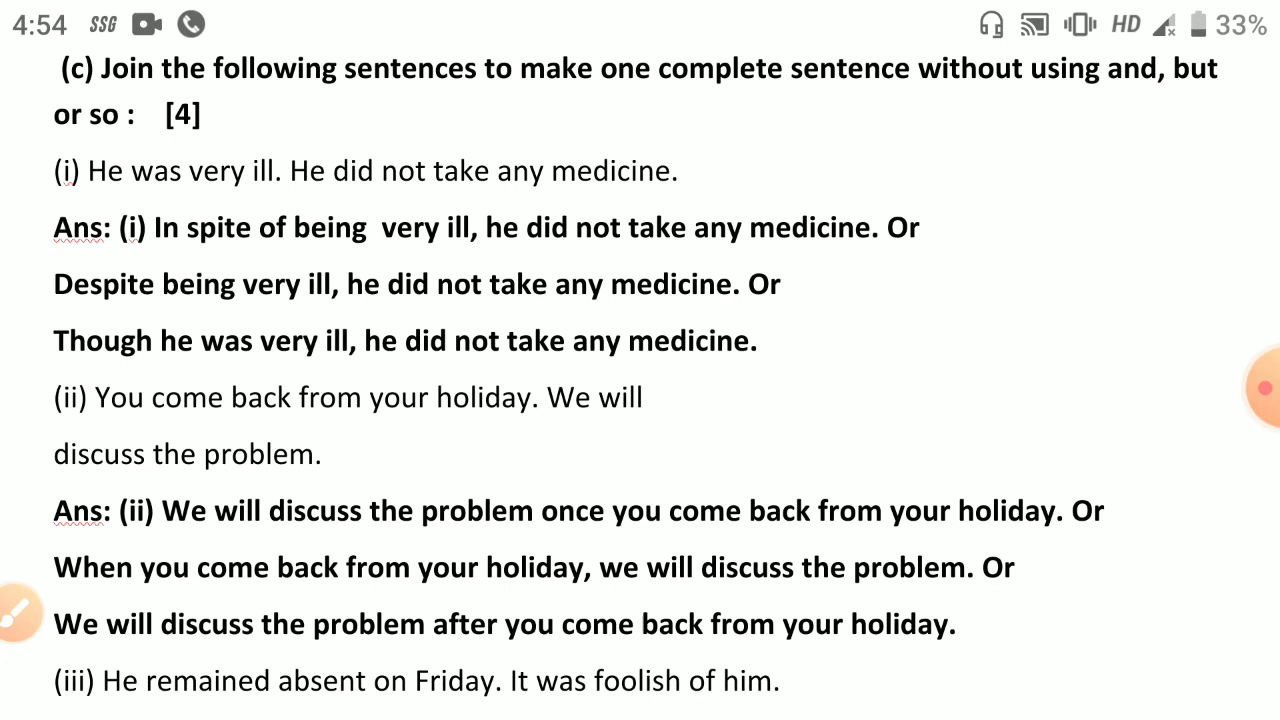 4:54 SSG HD 33%
(c) Join the following sentences to make one complete sentence without using and, but
or so : [4]
(i) He was very ill. He did not take any medicine.
Ans: (i) In spite of being very ill, he did not take any medicine. Or
Despite being very ill, he did not take any medicine. Or
Though he was very ill, he did not take any medicine.
(ii) You come back from your holiday. We will
discuss the problem.
Ans: (ii) We will discuss the problem once you come back from your holiday. Or
When you come back from your holiday, we will discuss the problem. Or
We will discuss the problem after you come back from your holiday.
(iii) He remained absent on Friday. It was foolish of him.